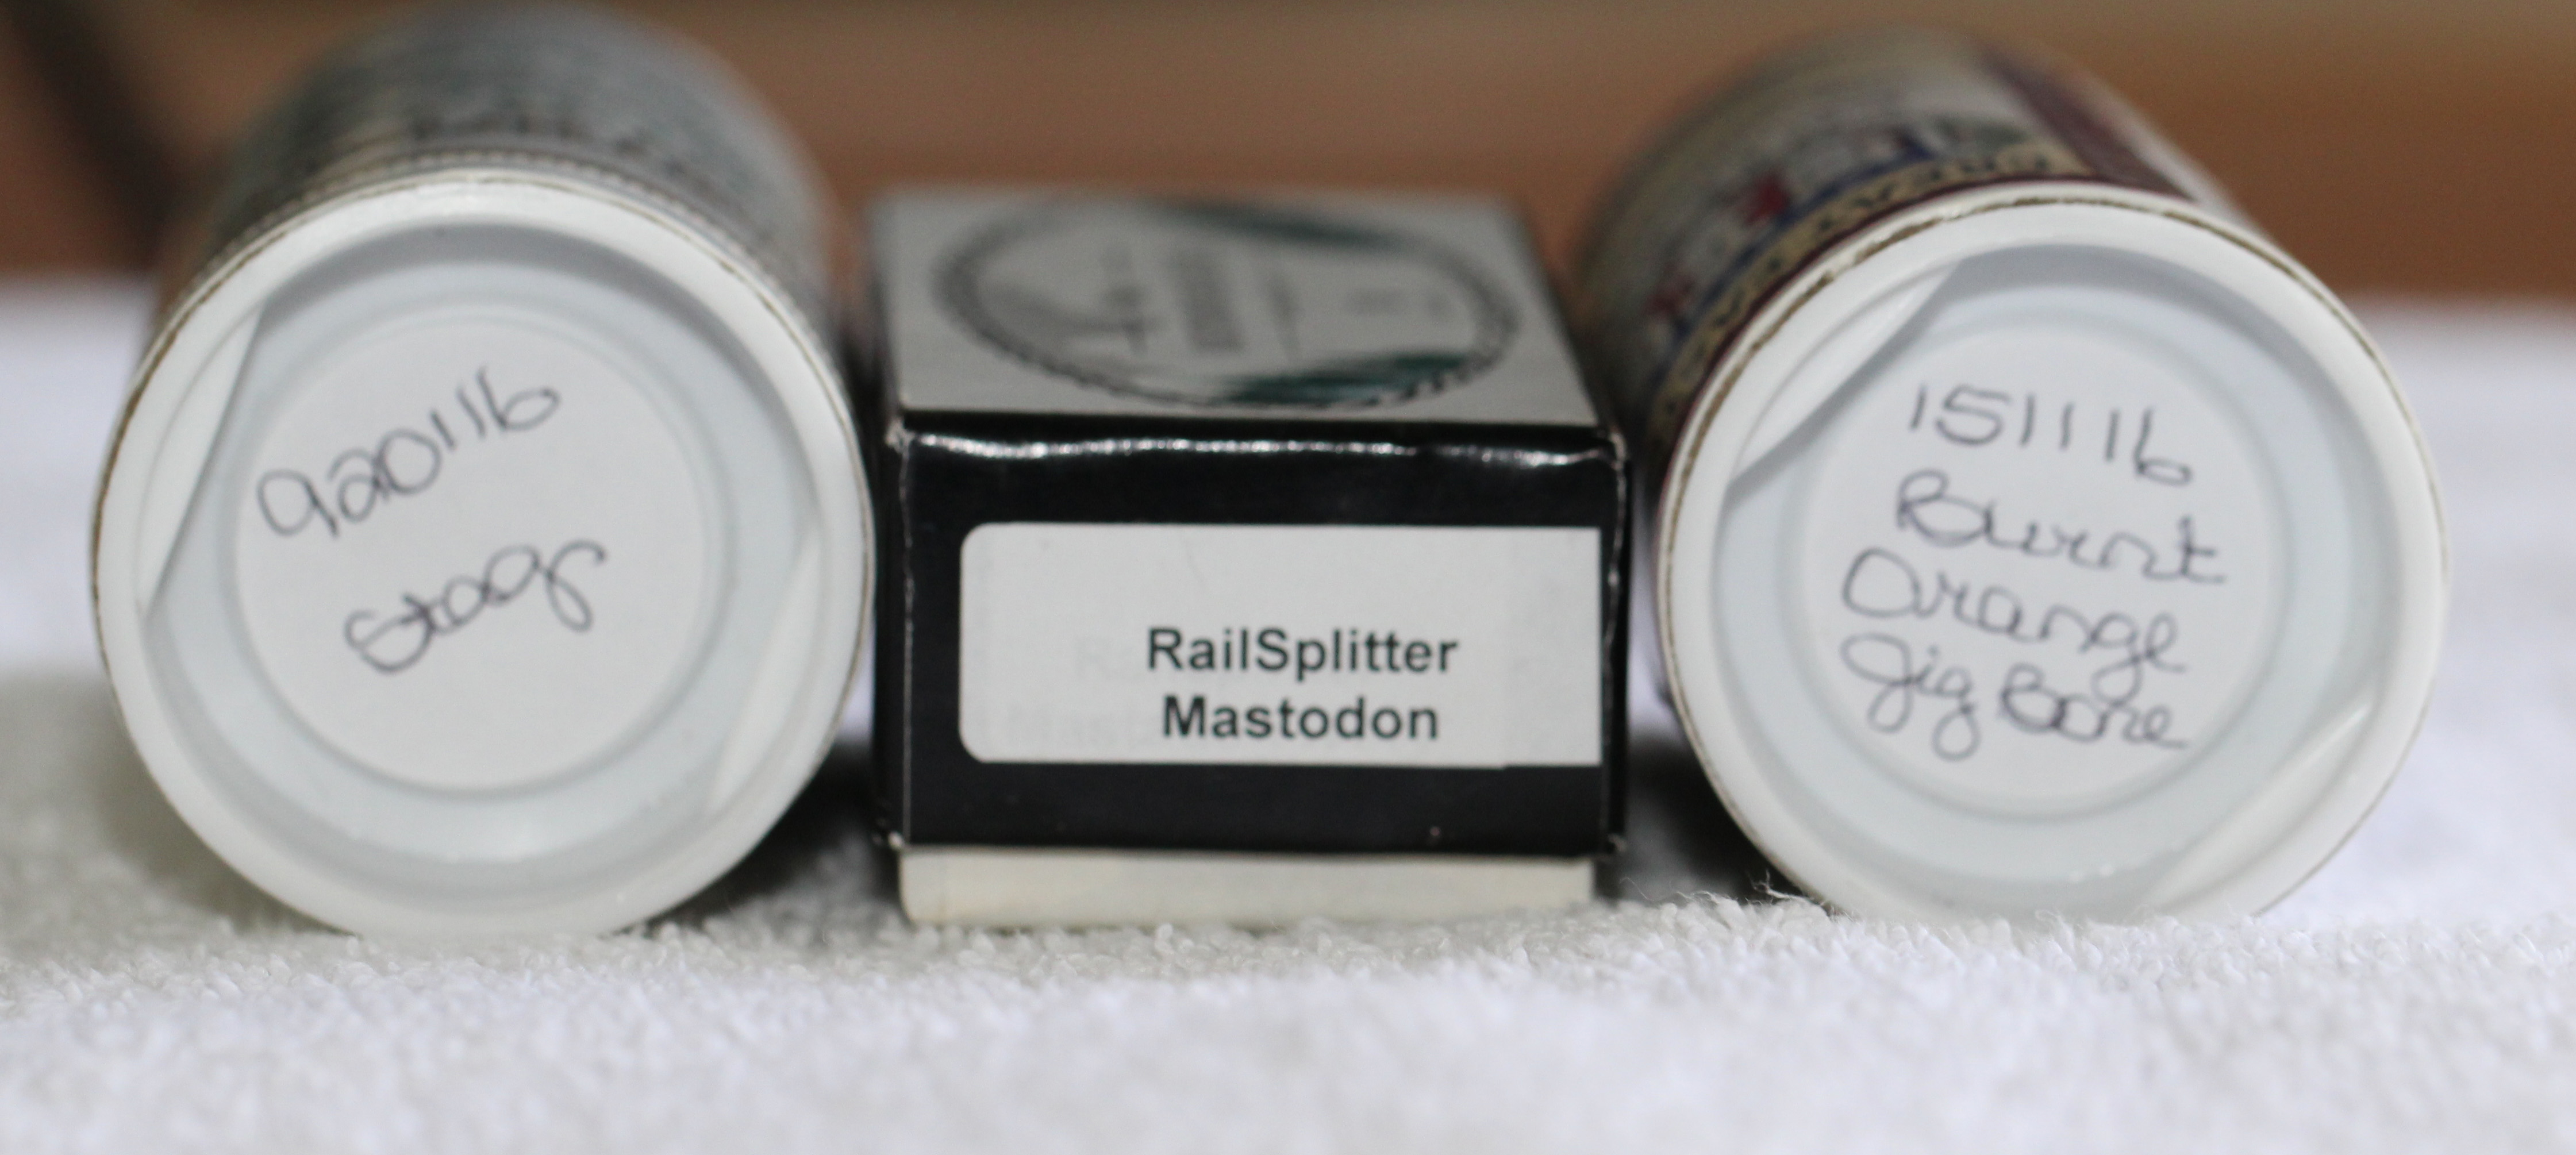 920116
Stag
RailSplitter
Mastodon
151116
Burnt
Orange
Jig Bone